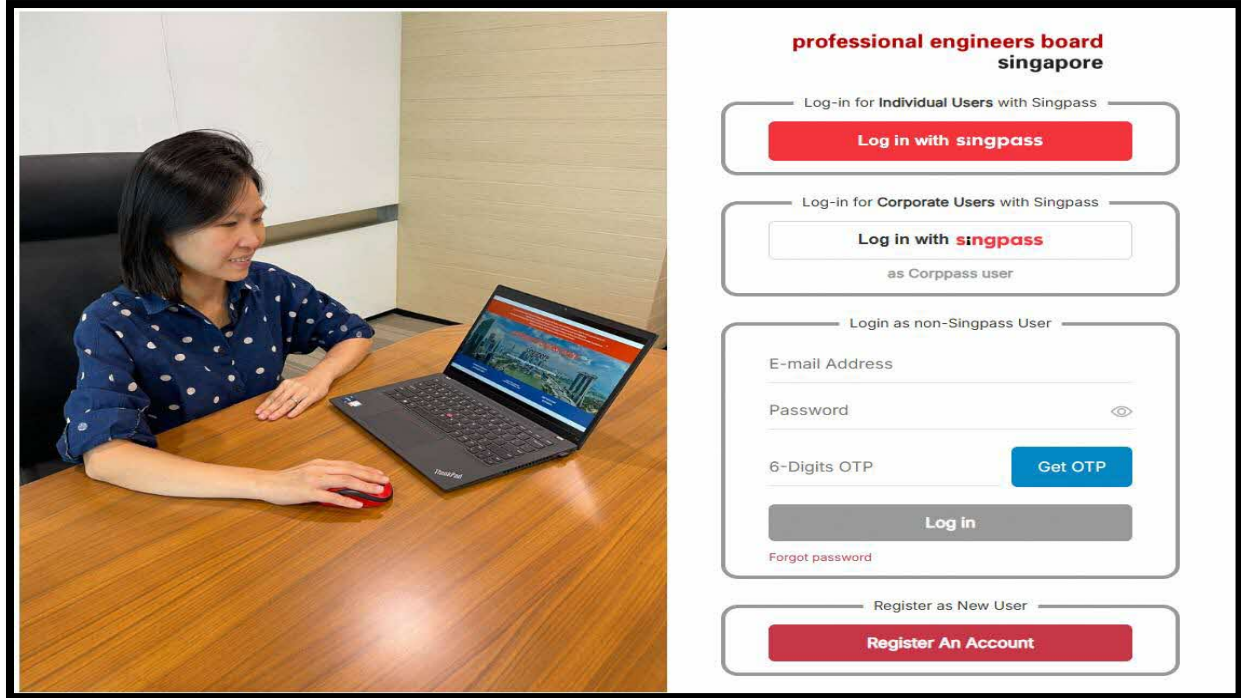 professional engineers board
singapore
Log-in for Individual Users with Singpass
Log in with singpass
Log-in for Corporate Users with Singpass
Log in with singpass
as Corppass user
Login as non-Singpass User
E-mail Address
Password
6-Digits OTP
Get OTP
Log in
Forgot password
Register as New User
Register An Account
ThinkPad